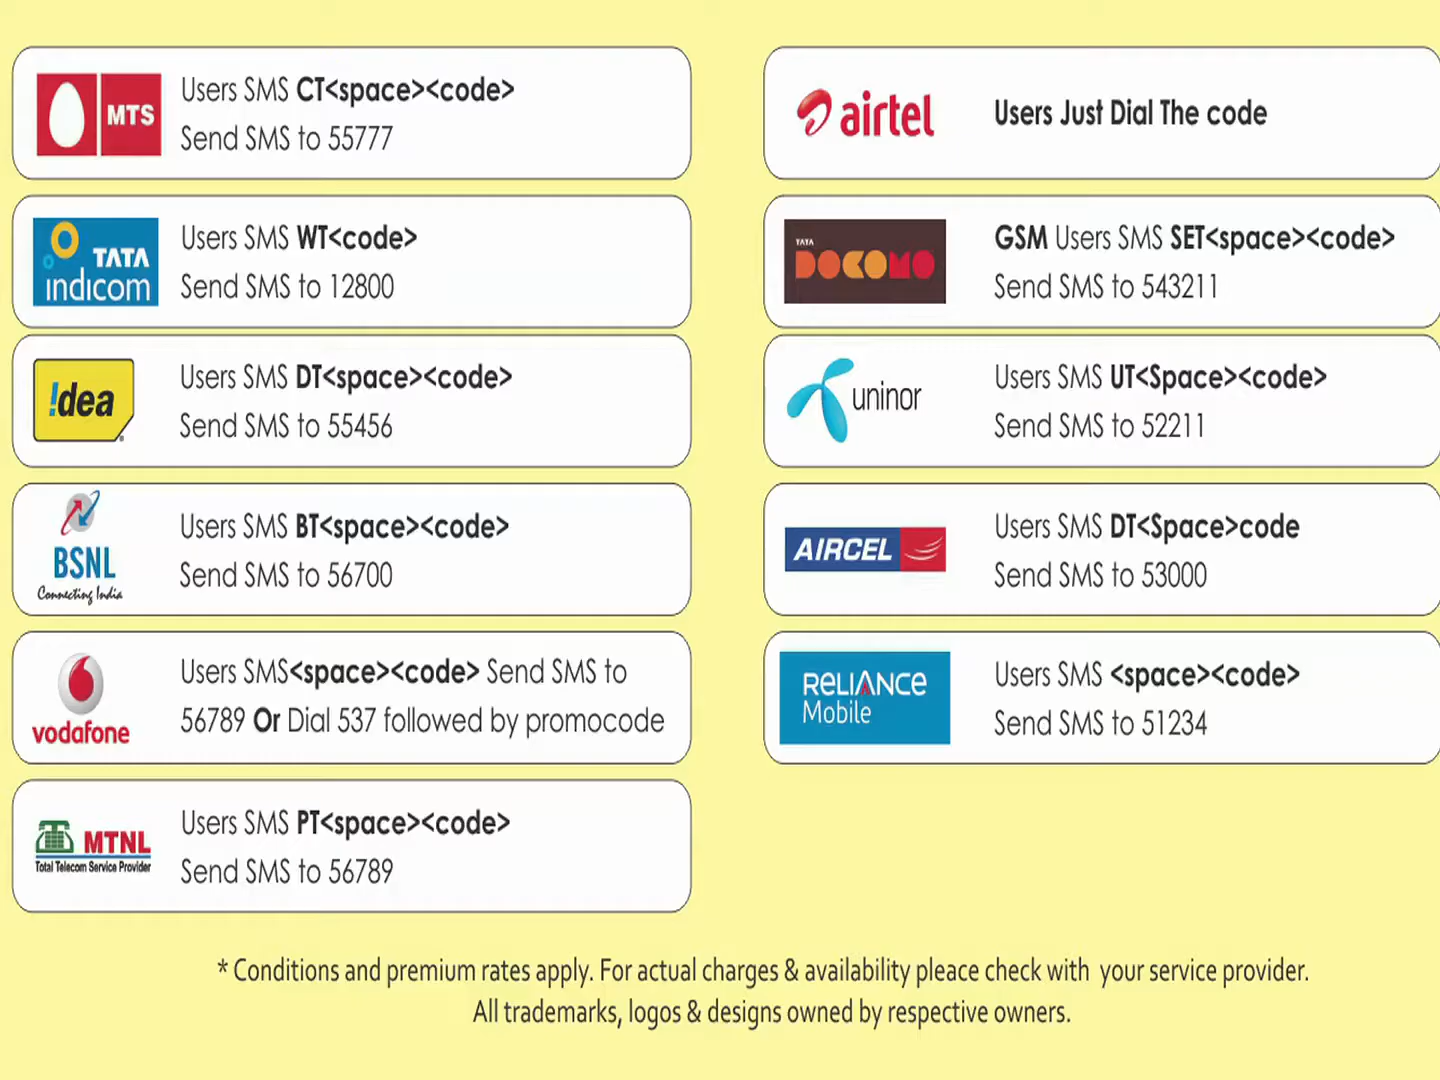 MTS
Users SMS CT<space><code>
Send SMS to 55777
airtel
Users Just Dial The code
TATA
indicom
Users SMS WT<code>
Send SMS to 12800
TATA
DOCOMO
GSM Users SMS SET<space><code>
Send SMS to 543211
!dea
Users SMS DT<space><code>
Send SMS to 55456
uninor
Users SMS UT<Space><code>
Send SMS to 52211
BSNL
Connecting India
Users SMS BT<space><code>
Send SMS to 56700
AIRCEL
Users SMS DT<Space>code
Send SMS to 53000
vodafone
Users SMS<space><code> Send SMS to
56789 Or Dial 537 followed by promocode
RELIANCe
Mobile
Users SMS <space><code>
Send SMS to 51234
MTNL
Total Telecom Service Provider
Users SMS PT<space><code>
Send SMS to 56789
* Conditions and premium rates apply. For actual charges & availability pleace check with your service provider.
All trademarks, logos & designs owned by respective owners.